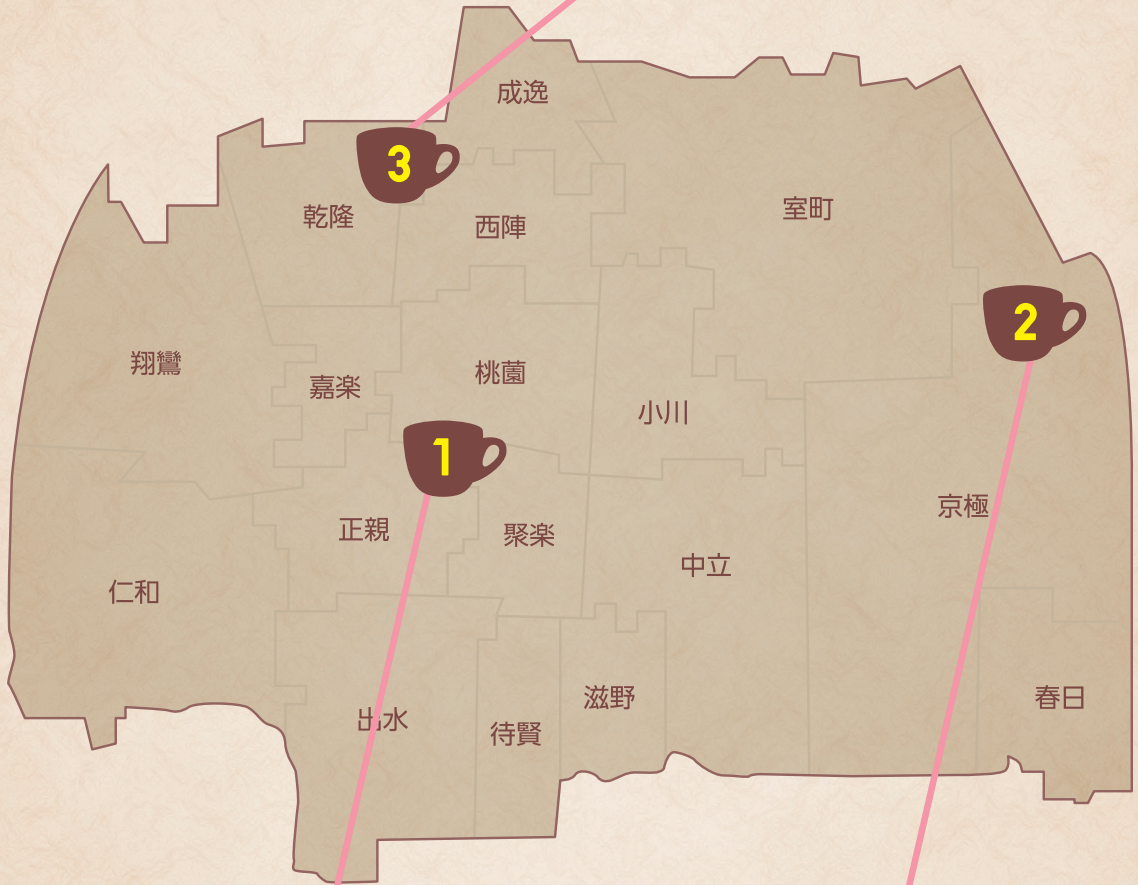 成逸
3
乾隆
西陣
室町
2
翔鸞
嘉楽
桃薗
小川
1
正親
聚楽
京極
中立
仁和
出水
待賢
滋野
春日